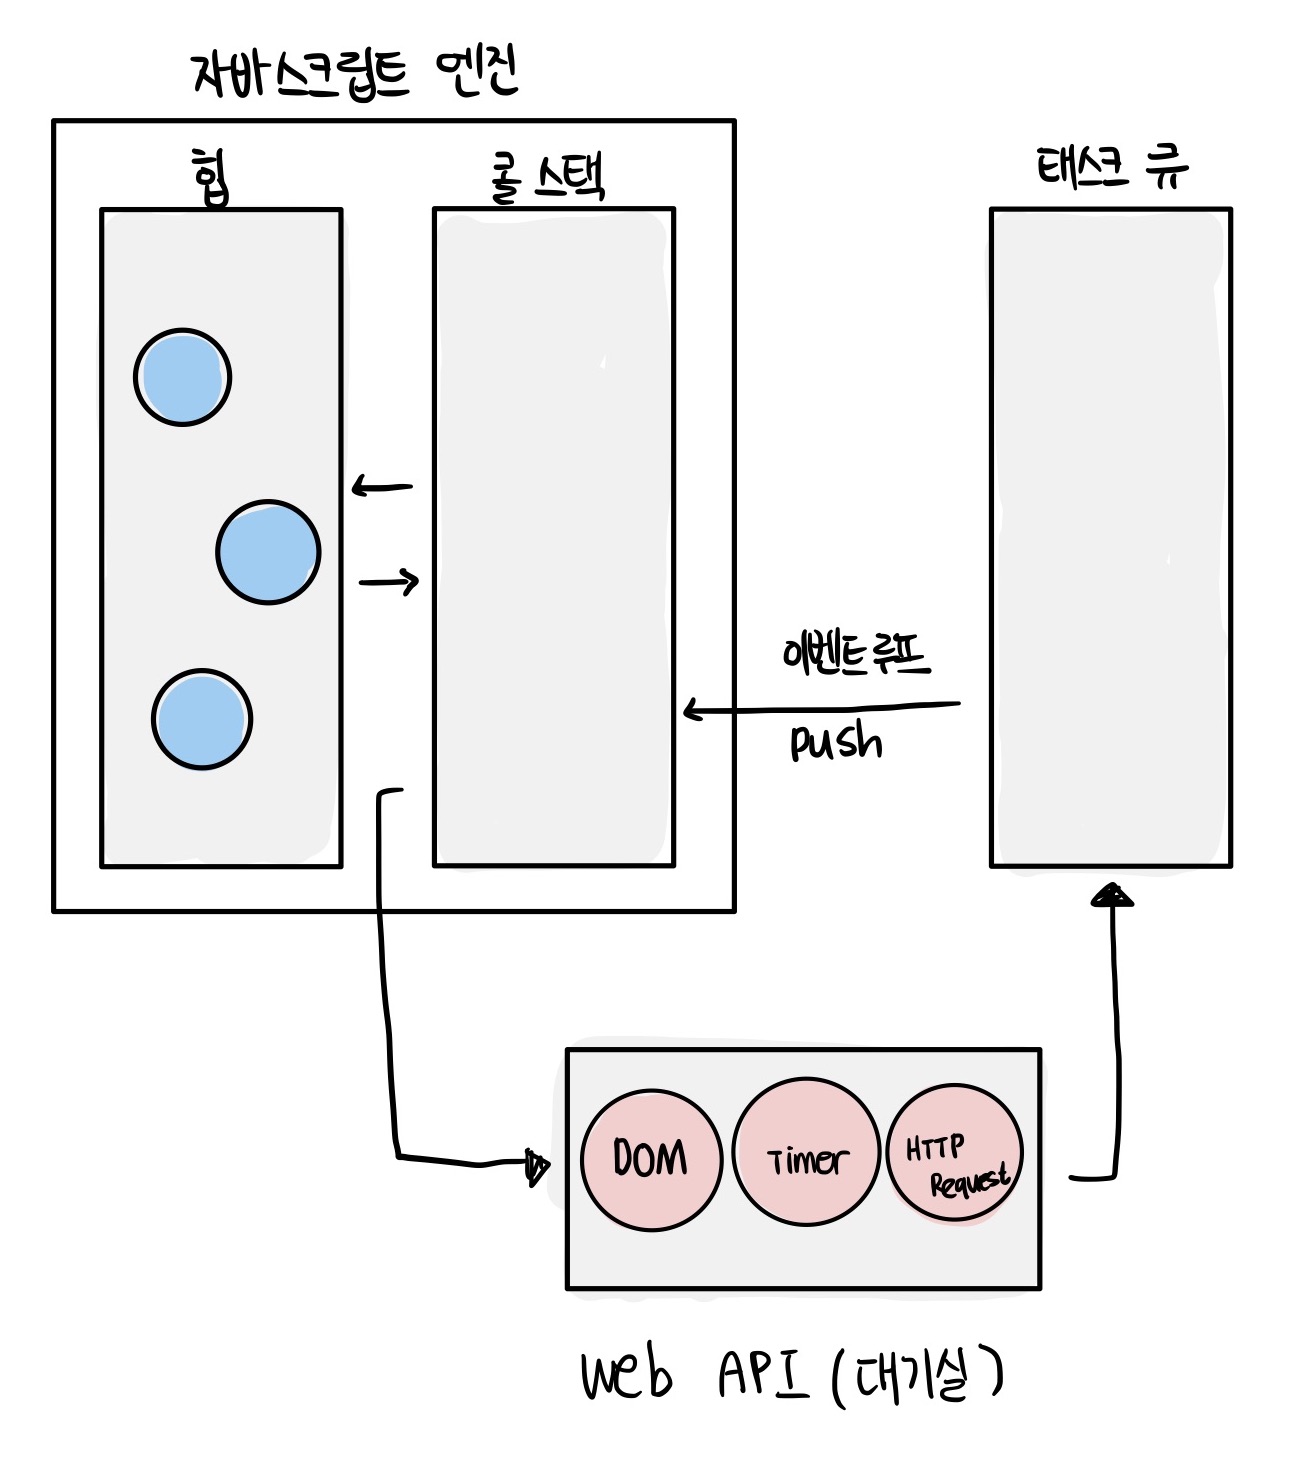 자바스크립트 엔진
힙
콜 스택
태스크 큐
이벤트 루프
push
DOM
Timer
HTTP
Request
Web API (대기실)